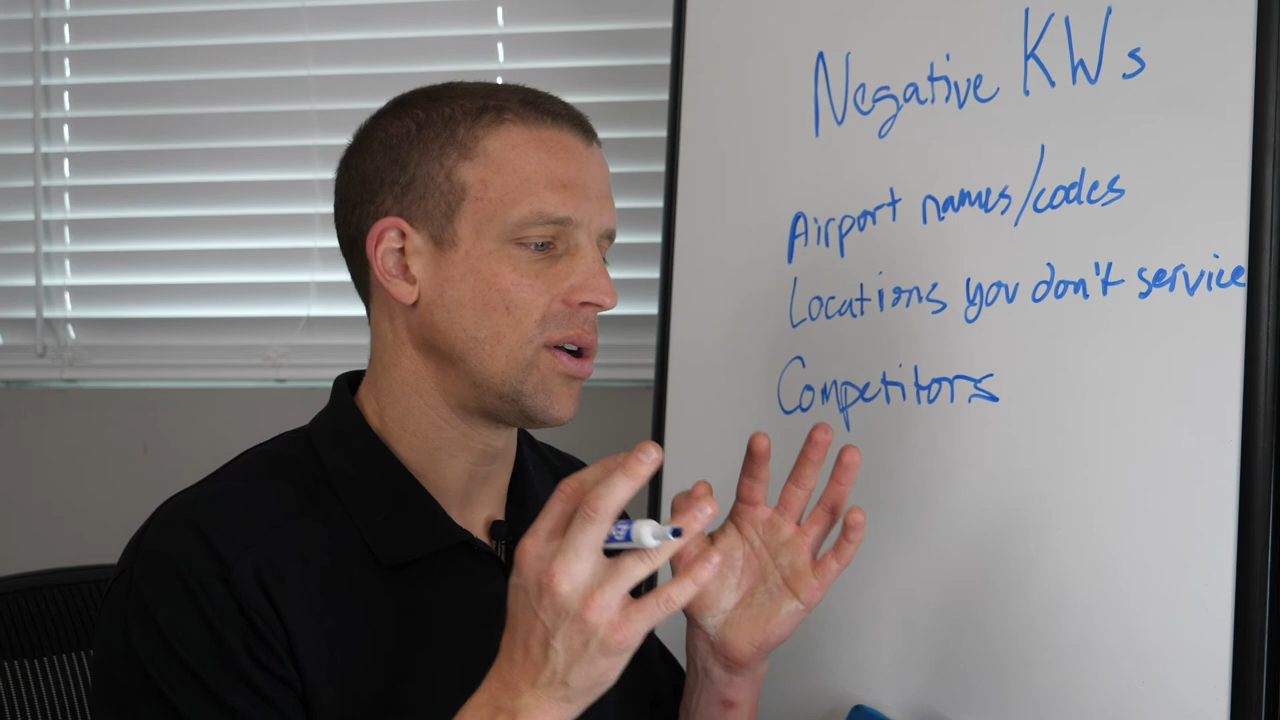 Negative KWs
Airport names/codes
Locations you don't service
Competitors